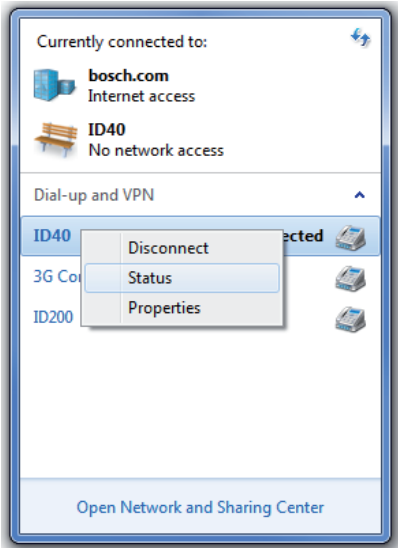 Currently connected to:
bosch.com
Internet access
ID40
No network access
Dial-up and VPN
ID40 ected
Disconnect
3G Co
Status
Properties
ID200
Open Network and Sharing Center